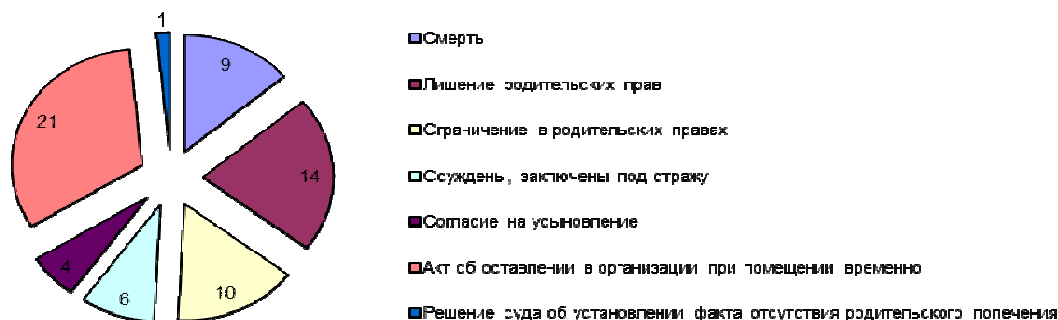 1
9
14
10
6
4
21
Смерть
Лишение родительских прав
Ограничение в родительских правах
Осуждены, заключены под стражу
Согласие на усыновление
Акт об оставлении в организации при помещении временно
Решение суда об установлении факта отсутствия родительского попечения